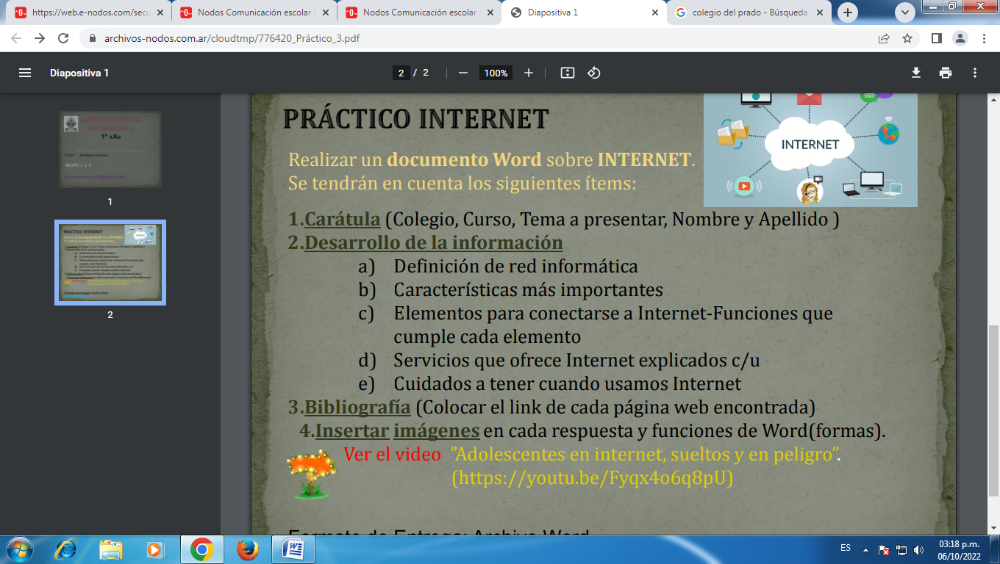 https://web.e-nodos.com/secu
Nodos Comunicación escolar
Nodos Comunicación escolar
Diapositiva 1
colegio del prado - Búsqueda
archivos-nodos.com.ar/cloudtmp/776420_Práctico_3.pdf
Diapositiva 1
2 / 2
100%
LABORATORIO DE
INFORMÁTICA
1º «A»
Prof.: Andrea Gómez
GRUPO 1 y 2
1
2
PRÁCTICO INTERNET
INTERNET
Realizar un documento Word sobre INTERNET.
Se tendrán en cuenta los siguientes ítems:
1.Carátula (Colegio, Curso, Tema a presentar, Nombre y Apellido )
2.Desarrollo de la información
a) Definición de red informática
b) Características más importantes
c) Elementos para conectarse a Internet-Funciones que
cumple cada elemento
d) Servicios que ofrece Internet explicados c/u
e) Cuidados a tener cuando usamos Internet
3.Bibliografía (Colocar el link de cada página web encontrada)
4.Insertar imágenes en cada respuesta y funciones de Word(formas).
Ver el video ”Adolescentes en internet, sueltos y en peligro”.
(https://youtu.be/Fyqx4o6q8pU)
Formato de Entrega: Archivo Word
ES
03:18 p.m.
06/10/2022